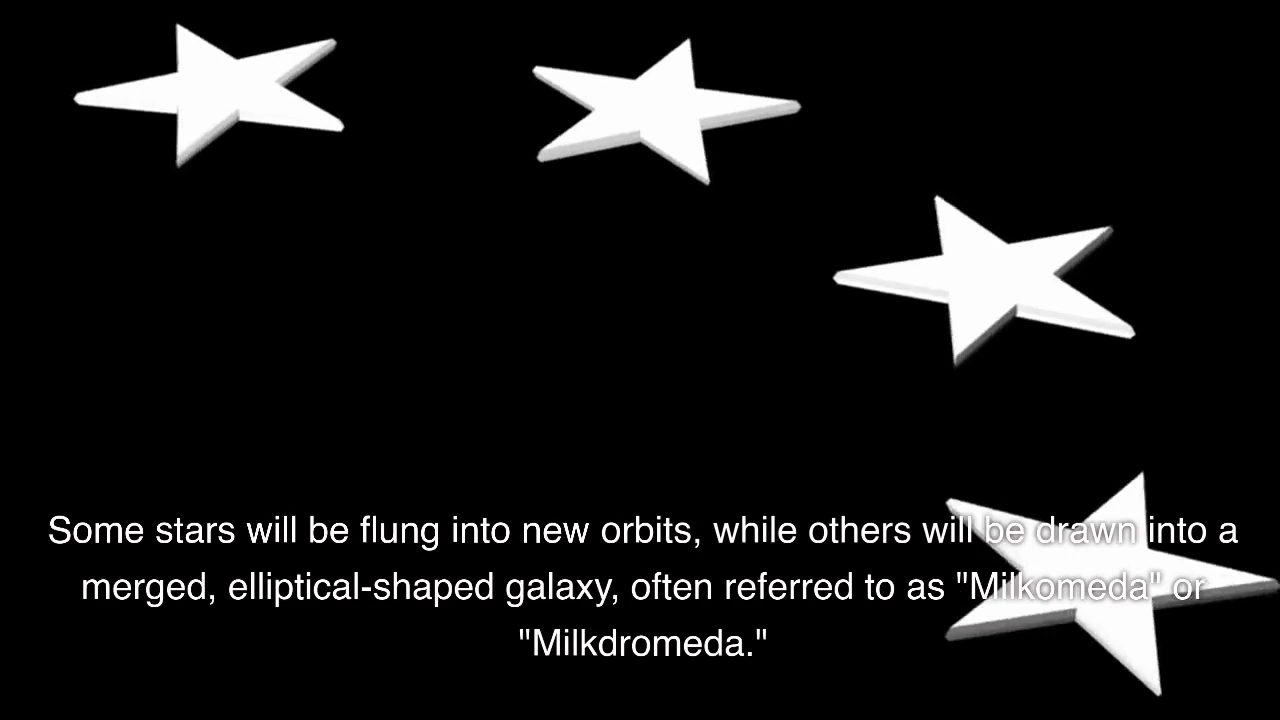 Some stars will be flung into new orbits, while others will be drawn into a
merged, elliptical-shaped galaxy, often referred to as "Milkomeda" or
"Milkdromeda."